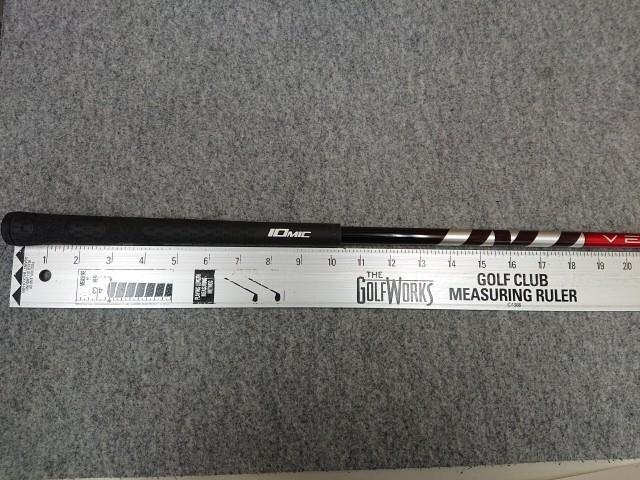 IOMIC
VE
1 2 3 4 5 6 7 8 9 10 11 12 13 14 15 16 17 18 19 20
THE
GOLFWORKS
GOLF CLUB
MEASURING RULER